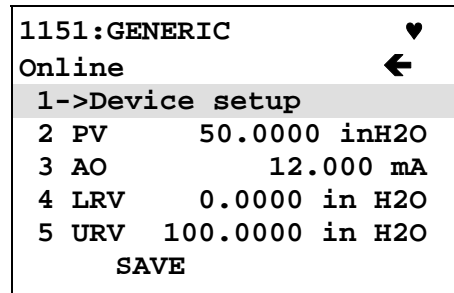 1151:GENERIC ♥
Online ←
1->Device setup
2 PV 50.0000 inH2O
3 AO 12.000 mA
4 LRV 0.0000 in H2O
5 URV 100.0000 in H2O
SAVE